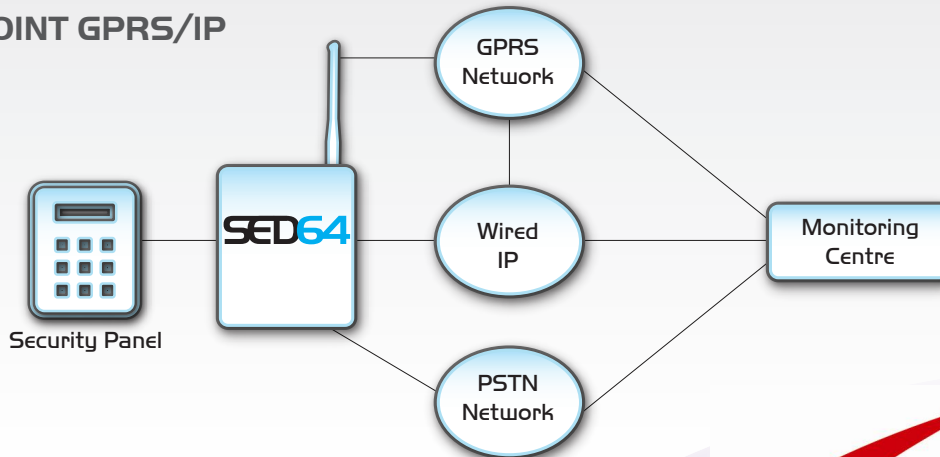 OINT GPRS/IP
GPRS
Network
SED64
Wired
IP
Monitoring
Centre
Security Panel
PSTN
Network